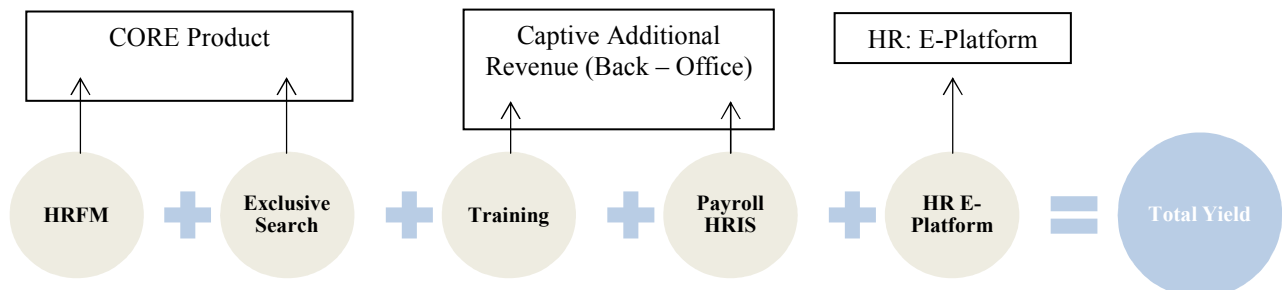 CORE Product
Captive Additional
Revenue (Back – Office)
HR: E-Platform
HRFM
Exclusive
Search
Training
Payroll
HRIS
HR E-
Platform
Total Yield